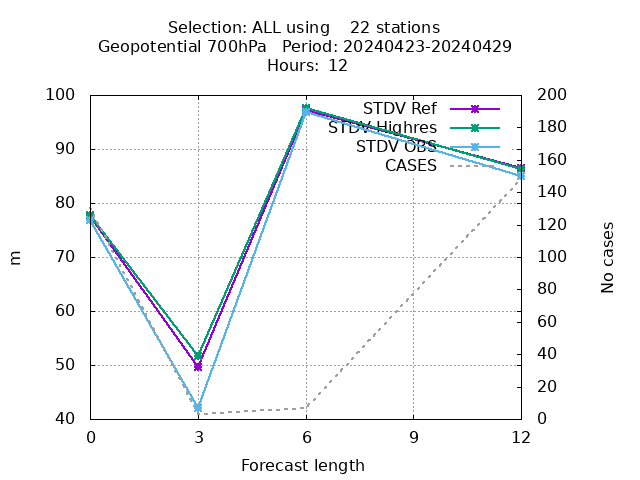 Selection: ALL using    22 stations
Geopotential 700hPa   Period: 20240423-20240429
Hours:  12
STDV Ref
STDV Highres
STDV OBS
CASES
100
90
80
70
60
50
40
200
180
160
140
120
100
80
60
40
20
0
m
No cases
0 3 6 9 12
Forecast length